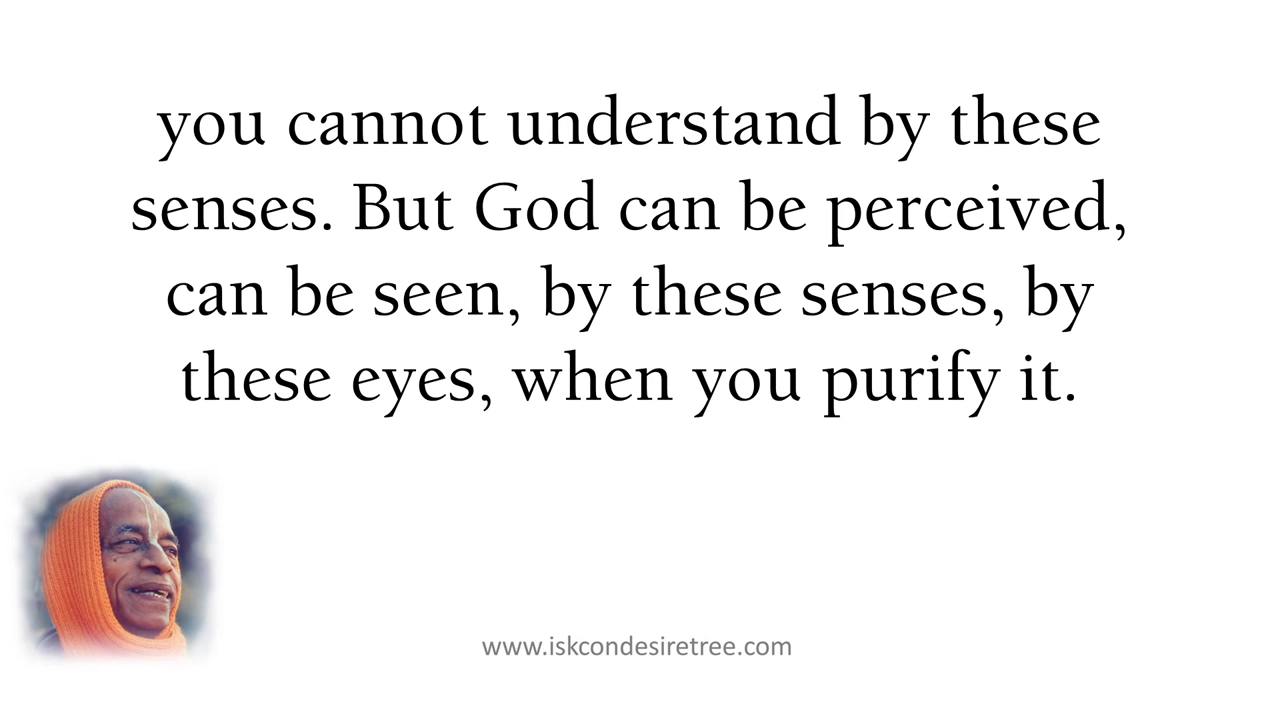 you cannot understand by these
senses. But God can be perceived,
can be seen, by these senses, by
these eyes, when you purify it.
www.iskcondesiretree.com